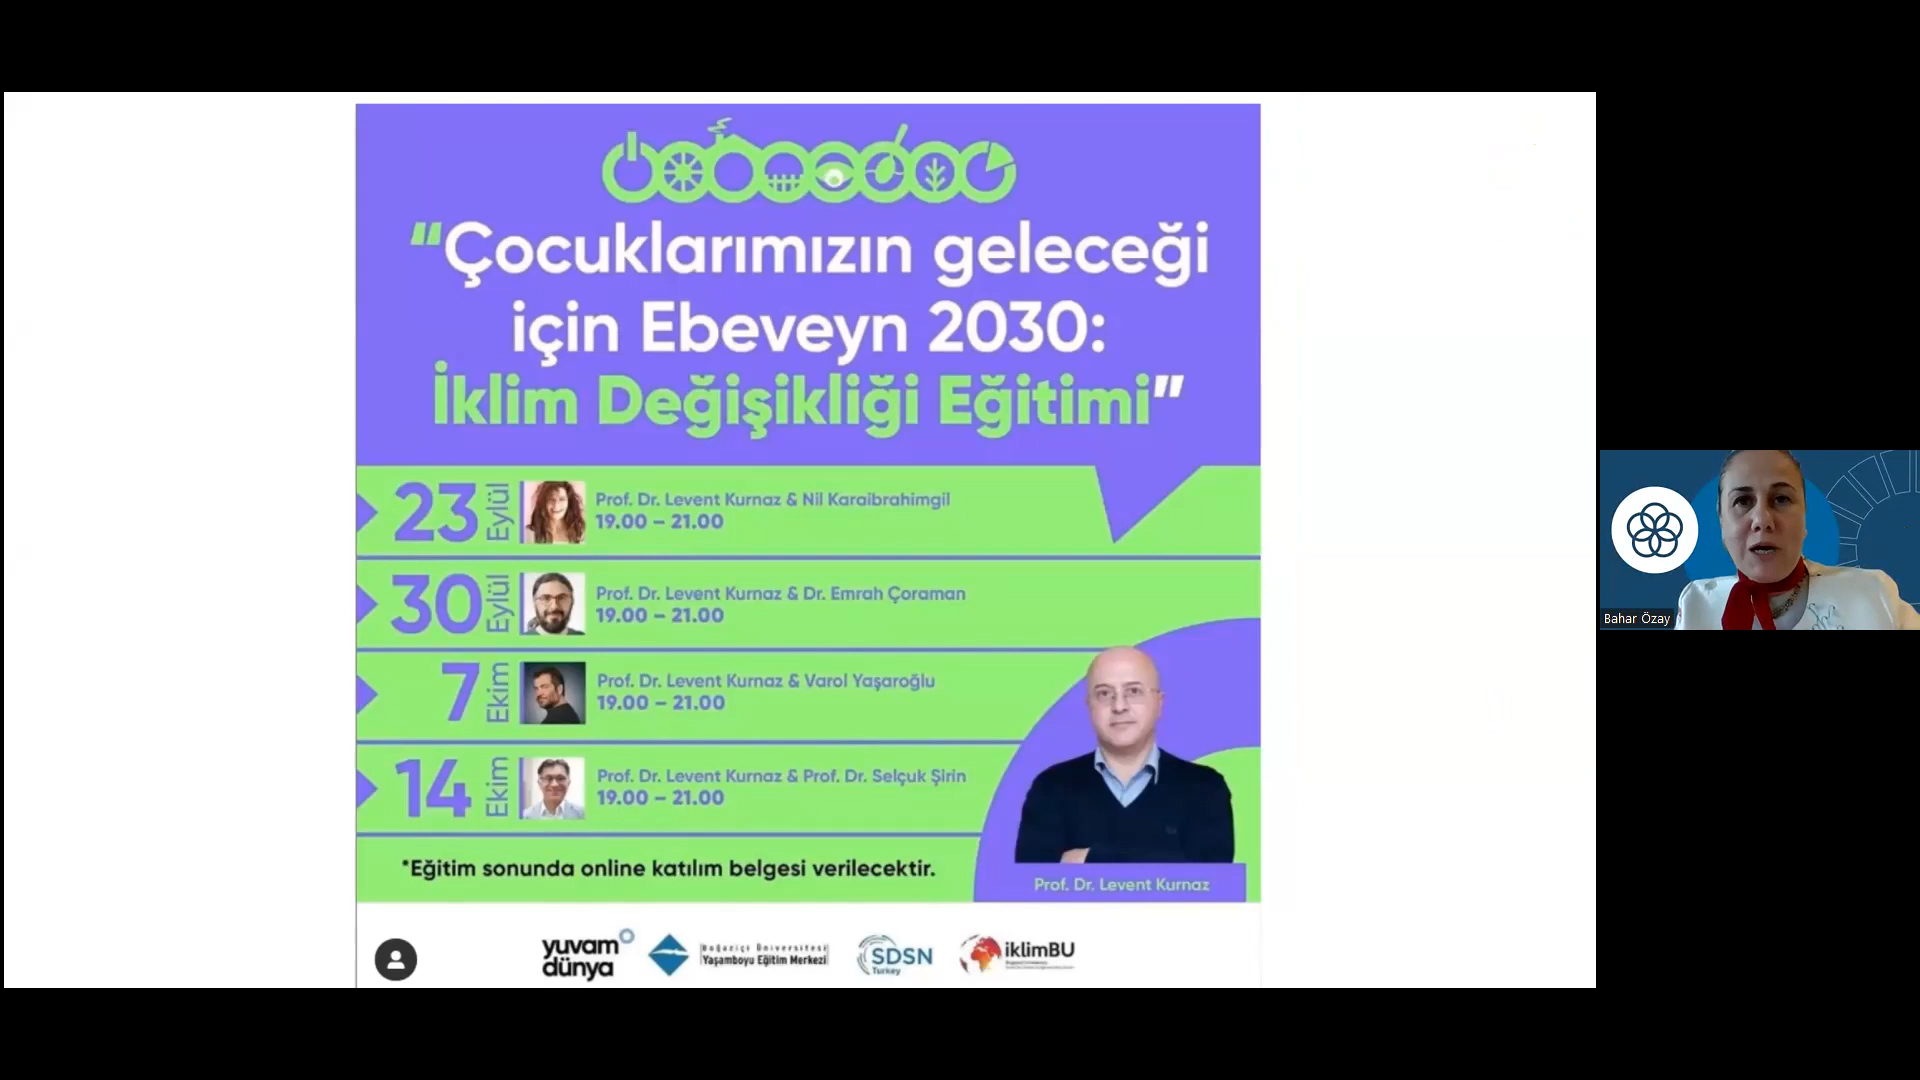 “Çocuklarımızın geleceği
için Ebeveyn 2030:
İklim Değişikliği Eğitimi”
23 Eylül
Prof. Dr. Levent Kurnaz & Nil Karaibrahimgil
19.00 – 21.00
30 Eylül
Prof. Dr. Levent Kurnaz & Dr. Emrah Çoraman
19.00 – 21.00
7 Ekim
Prof. Dr. Levent Kurnaz & Varol Yaşaroğlu
19.00 – 21.00
14 Ekim
Prof. Dr. Levent Kurnaz & Prof. Dr. Selçuk Şirin
19.00 – 21.00
*Eğitim sonunda online katılım belgesi verilecektir.
Prof. Dr. Levent Kurnaz
yuvam
dünya
Boğaziçi Üniversitesi
Yaşamboyu Eğitim Merkezi
SDSN
Turkey
iklimBU
Bahar Özay